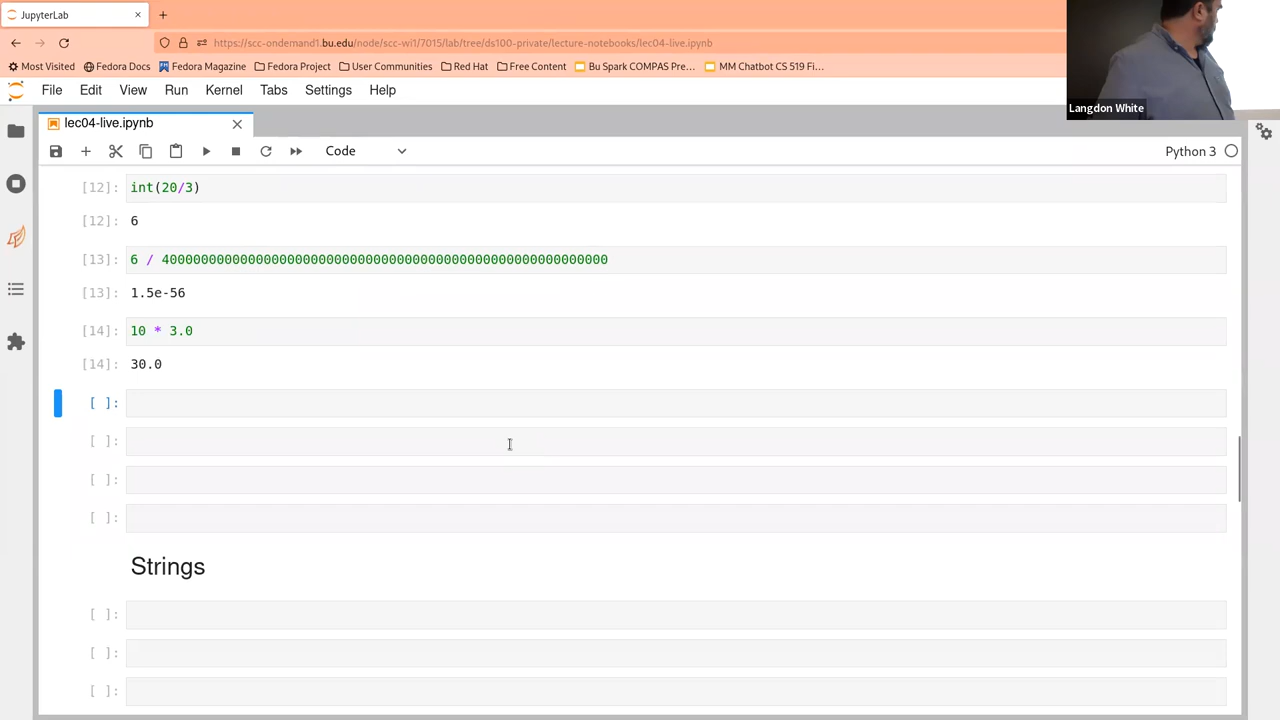 JupyterLab
https://scc-ondemand1.bu.edu/node/scc-wi1/7015/lab/tree/ds100-private/lecture-notebooks/lec04-live.ipynb
Most Visited Fedora Docs Fedora Magazine Fedora Project User Communities Red Hat Free Content Bu Spark COMPAS Pre… MM Chatbot CS 519 Fi…
Langdon White
File Edit View Run Kernel Tabs Settings Help
lec04-live.ipynb
Code Python 3
[12]: int(20/3)
[12]: 6
[13]: 6 / 400000000000000000000000000000000000000000000000000000000
[13]: 1.5e-56
[14]: 10 * 3.0
[14]: 30.0
[ ]:
[ ]:
[ ]:
[ ]:
Strings
[ ]:
[ ]:
[ ]: